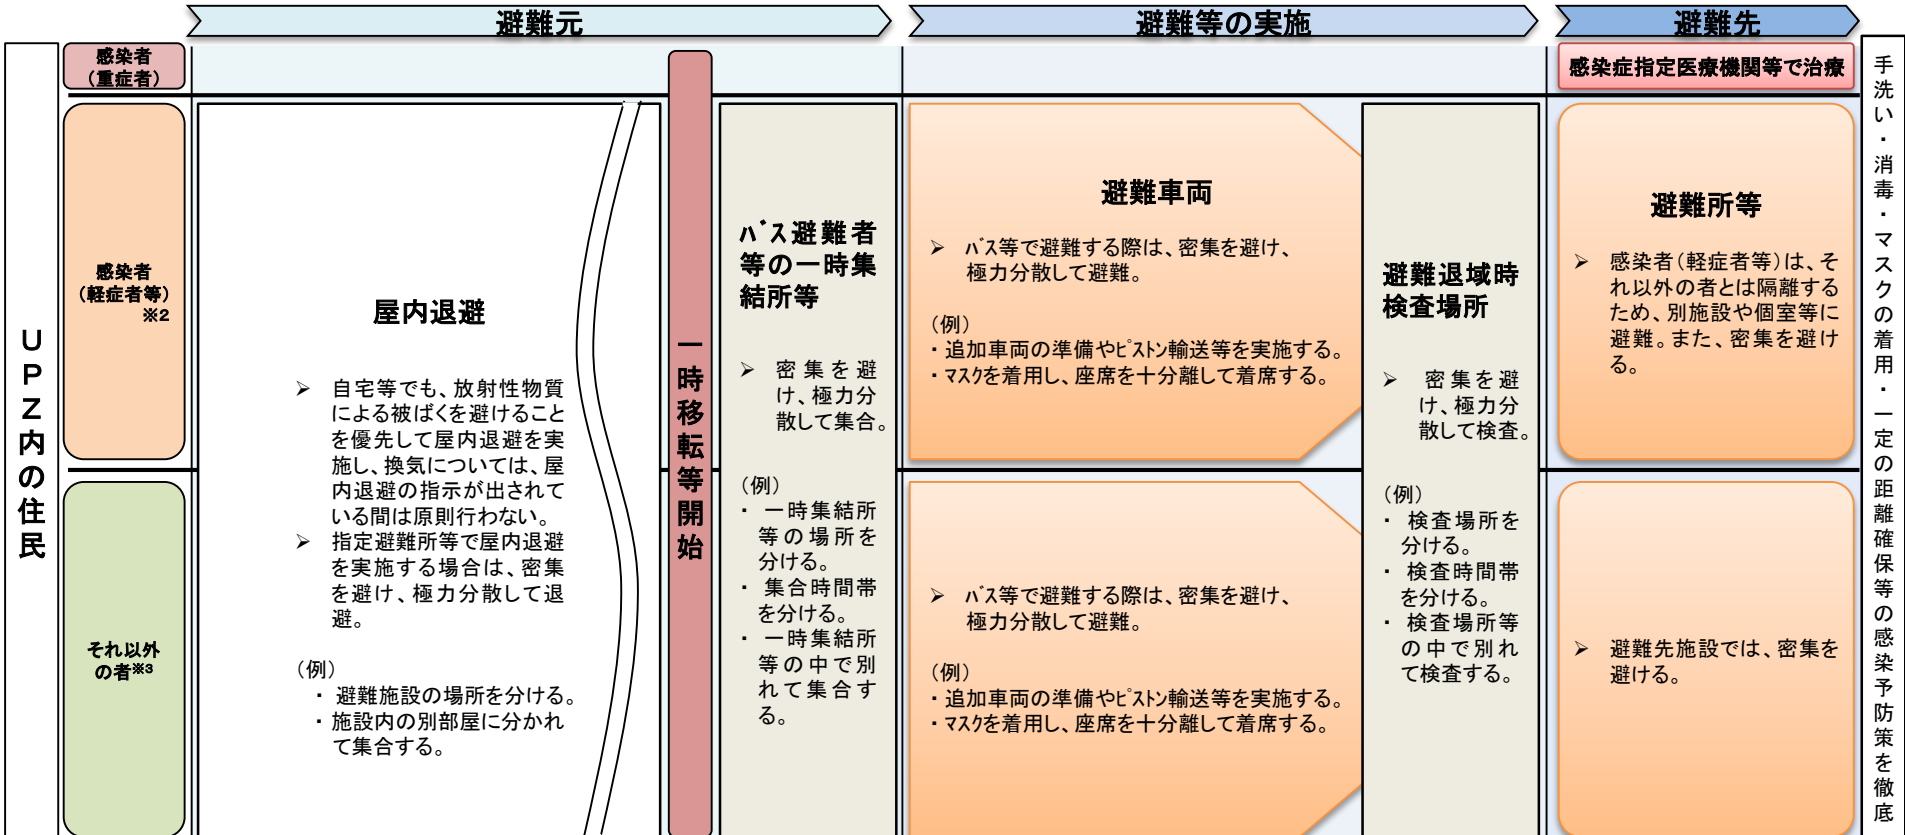 避難元
避難等の実施
避難先
UPZ内の住民
感染者
（重症者）
感染症指定医療機関等で治療
感染者
（軽症者等）
※2
それ以外
の者※3
屋内退避
➢ 自宅等でも、放射性物質
による被ばくを避けること
を優先して屋内退避を実
施し、換気については、屋
内退避の指示が出されて
いる間は原則行わない。
➢ 指定避難所等で屋内退避
を実施する場合は、密集
を避け、極力分散して退
避。
（例）
・ 避難施設の場所を分ける。
・ 施設内の別部屋に分かれ
て集合する。
一時移転等開始
バス避難者
等の一時集
結所等
➢ 密集を避
け、極力分
散して集合。
（例）
・ 一時集結所
等の場所を
分ける。
・ 集合時間帯
を分ける。
・ 一時集結所
等の中で別
れて集合す
る。
避難車両
➢ バス等で避難する際は、密集を避け、
極力分散して避難。
（例）
・追加車両の準備やピストン輸送等を実施する。
・マスクを着用し、座席を十分離して着席する。
➢ バス等で避難する際は、密集を避け、
極力分散して避難。
（例）
・追加車両の準備やピストン輸送等を実施する。
・マスクを着用し、座席を十分離して着席する。
避難退域時
検査場所
➢ 密集を避
け、極力分
散して検査。
（例）
・ 検査場所を
分ける。
・ 検査時間帯
を分ける。
・ 検査場所等
の中で別れ
て検査する。
避難所等
➢ 感染者（軽症者等）は、そ
れ以外の者とは隔離する
ため、別施設や個室等に
避難。また、密集を避け
る。
➢ 避難先施設では、密集を
避ける。
手洗い・消毒・マスクの着用・一定の距離確保等の感染予防策を徹底